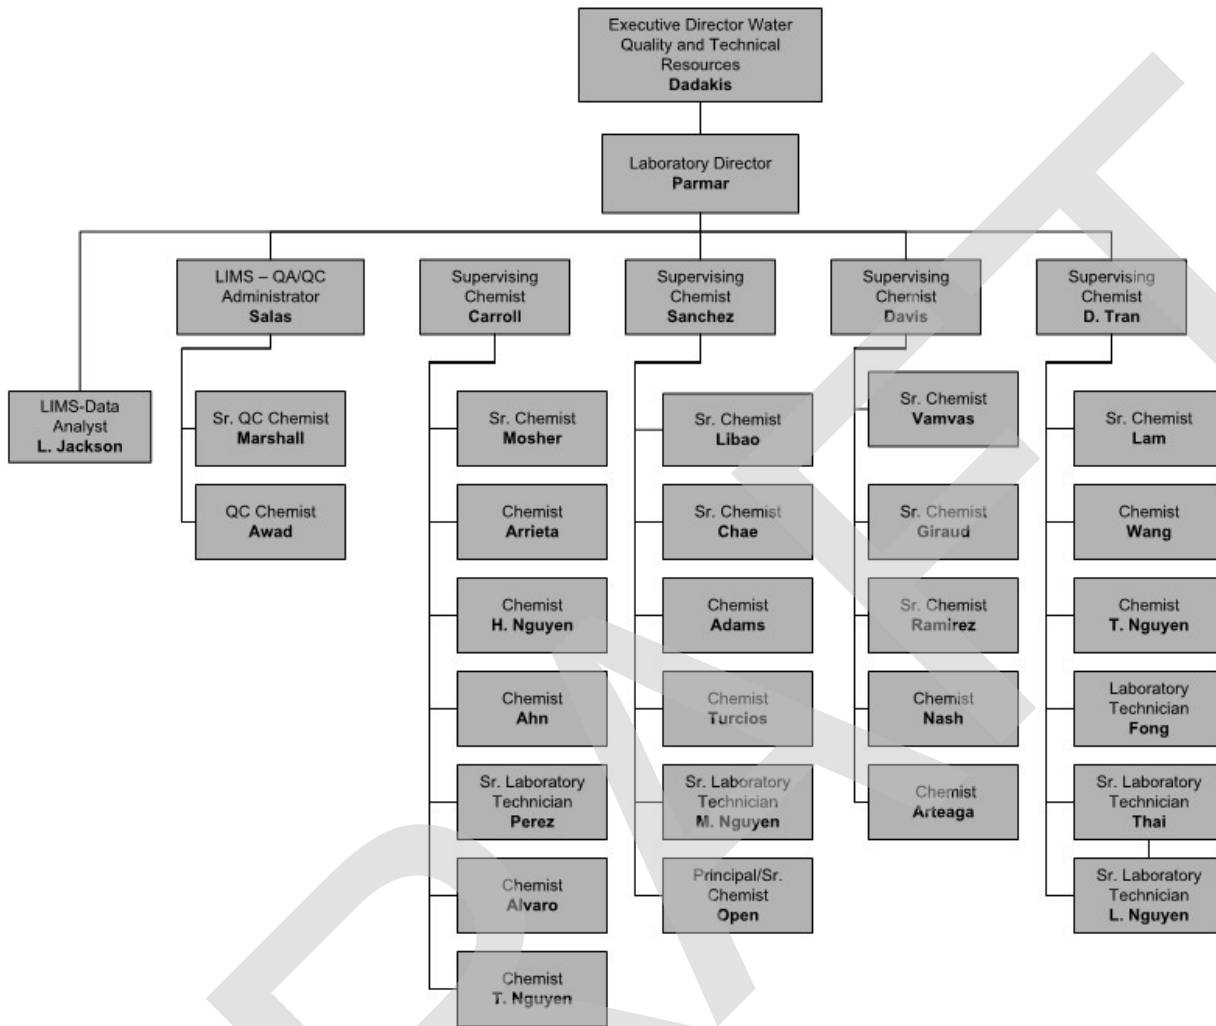 Executive Director Water
Quality and Technical
Resources
Dadakis
Laboratory Director
Parmar
LIMS-Data
Analyst
L. Jackson
LIMS – QA/QC
Administrator
Salas
Sr. QC Chemist
Marshall
QC Chemist
Awad
Supervising
Chemist
Carroll
Sr. Chemist
Mosher
Chemist
Arrieta
Chemist
H. Nguyen
Chemist
Ahn
Sr. Laboratory
Technician
Perez
Chemist
Alvaro
Chemist
T. Nguyen
Supervising
Chemist
Sanchez
Sr. Chemist
Libao
Sr. Chemist
Chae
Chemist
Adams
Chemist
Turcios
Sr. Laboratory
Technician
M. Nguyen
Principal/Sr.
Chemist
Open
Supervising
Chemist
Davis
Sr. Chemist
Vamvas
Sr. Chemist
Giraud
Sr. Chemist
Ramirez
Chemist
Nash
Chemist
Arteaga
Supervising
Chemist
D. Tran
Sr. Chemist
Lam
Chemist
Wang
Chemist
T. Nguyen
Laboratory
Technician
Fong
Sr. Laboratory
Technician
Thai
Sr. Laboratory
Technician
L. Nguyen
DRAFT